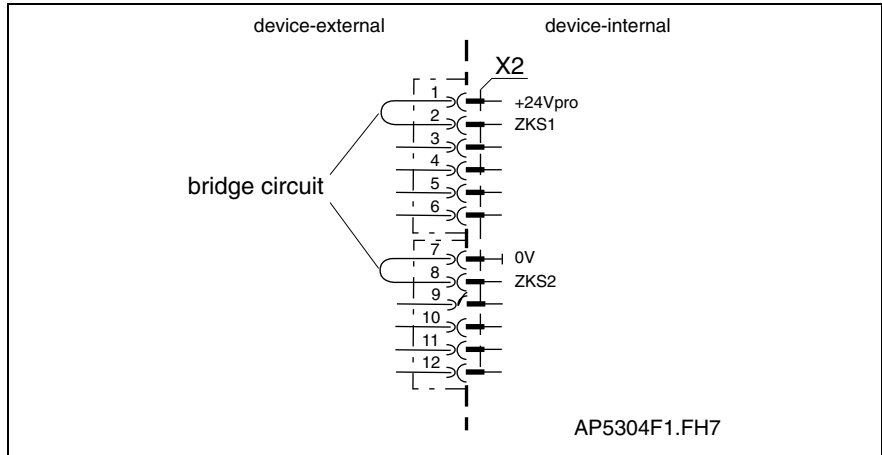 device-external device-internal
X2
1 +24Vpro
2 ZKS1
3
4
5
bridge circuit
6
7 0V
8 ZKS2
9
10
11
12
AP5304F1.FH7